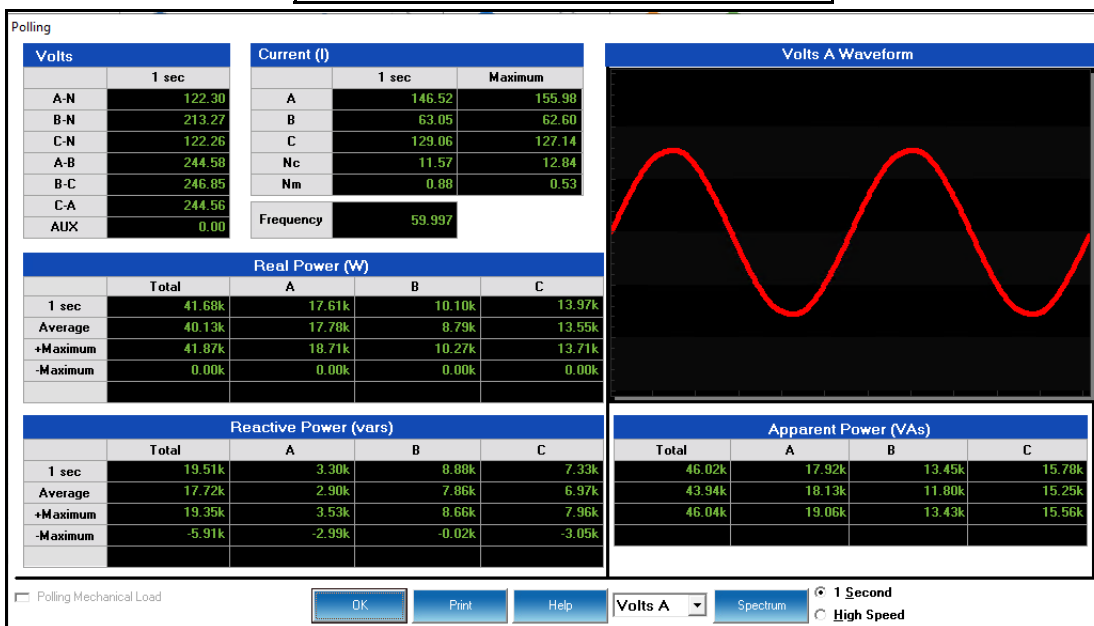 Polling
Volts
1 sec
A-N 122.30
B-N 213.27
C-N 122.26
A-B 244.58
B-C 246.85
C-A 244.56
AUX 0.00
Current (I)
1 sec Maximum
A 146.52 155.98
B 63.05 62.60
C 129.06 127.14
Nc 11.57 12.84
Nm 0.88 0.53
Frequency 59.997
Volts A Waveform
Real Power (W)
Total A B C
1 sec 41.68k 17.61k 10.10k 13.97k
Average 40.13k 17.78k 8.79k 13.55k
+Maximum 41.87k 18.71k 10.27k 13.71k
-Maximum 0.00k 0.00k 0.00k 0.00k
Reactive Power (vars)
Total A B C
1 sec 19.51k 3.30k 8.88k 7.33k
Average 17.72k 2.90k 7.86k 6.97k
+Maximum 19.35k 3.53k 8.66k 7.96k
-Maximum -5.91k -2.99k -0.02k -3.05k
Apparent Power (VAs)
Total A B C
46.02k 17.92k 13.45k 15.78k
43.94k 18.13k 11.80k 15.25k
46.04k 19.06k 13.43k 15.56k
Polling Mechanical Load
OK Print Help Volts A Spectrum
1 Second
High Speed